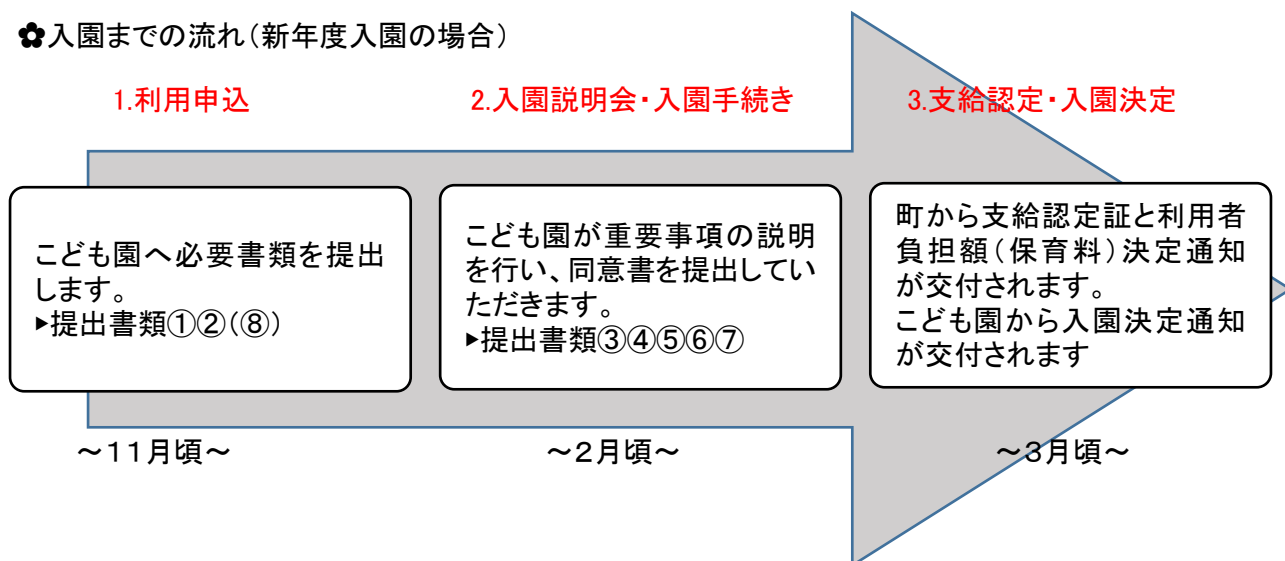 ✿入園までの流れ（新年度入園の場合）
1.利用申込
2.入園説明会・入園手続き
3.支給認定・入園決定
こども園へ必要書類を提出
します。
▶提出書類①②（⑧）
こども園が重要事項の説明
を行い、同意書を提出してい
ただきます。
▶提出書類③④⑤⑥⑦
町から支給認定証と利用者
負担額（保育料）決定通知
が交付されます。
こども園から入園決定通知
が交付されます
～１１月頃～
～２月頃～
～３月頃～